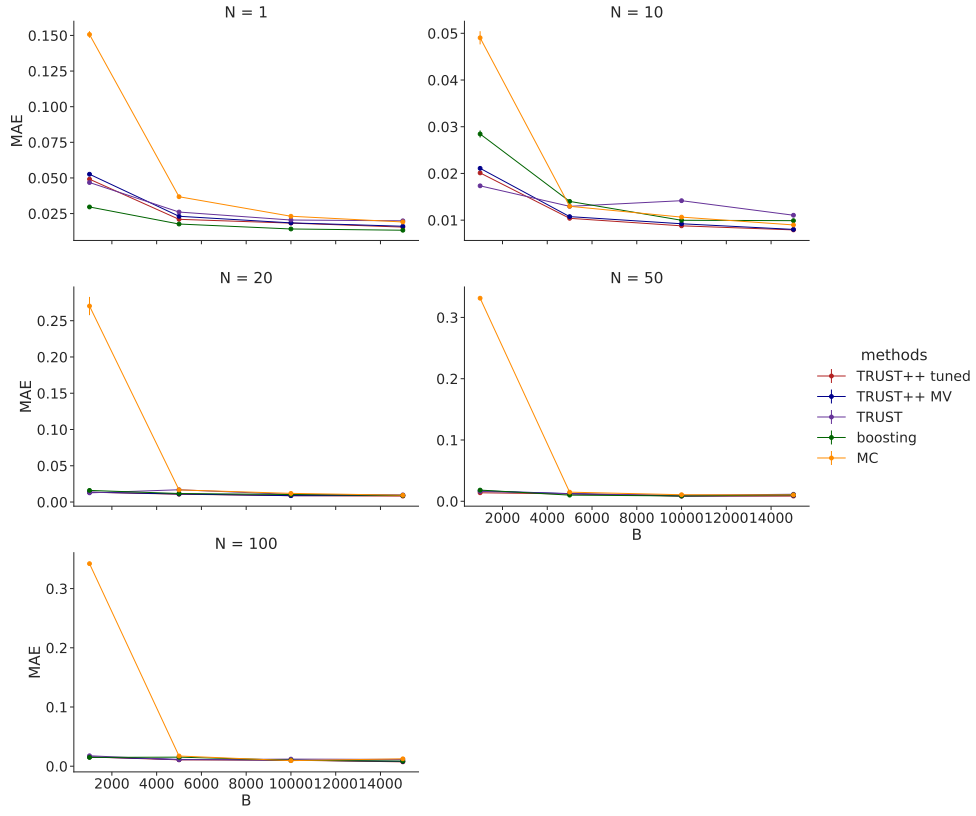 N = 1
MAE
0.150
0.125
0.100
0.075
0.050
0.025
N = 10
0.05
0.04
0.03
0.02
0.01
N = 20
MAE
0.25
0.20
0.15
0.10
0.05
0.00
N = 50
0.3
0.2
0.1
0.0
2000 4000 6000 8000 10000 12000 14000
B
methods
TRUST++ tuned
TRUST++ MV
TRUST
boosting
MC
N = 100
MAE
0.3
0.2
0.1
0.0
2000 4000 6000 8000 10000 12000 14000
B